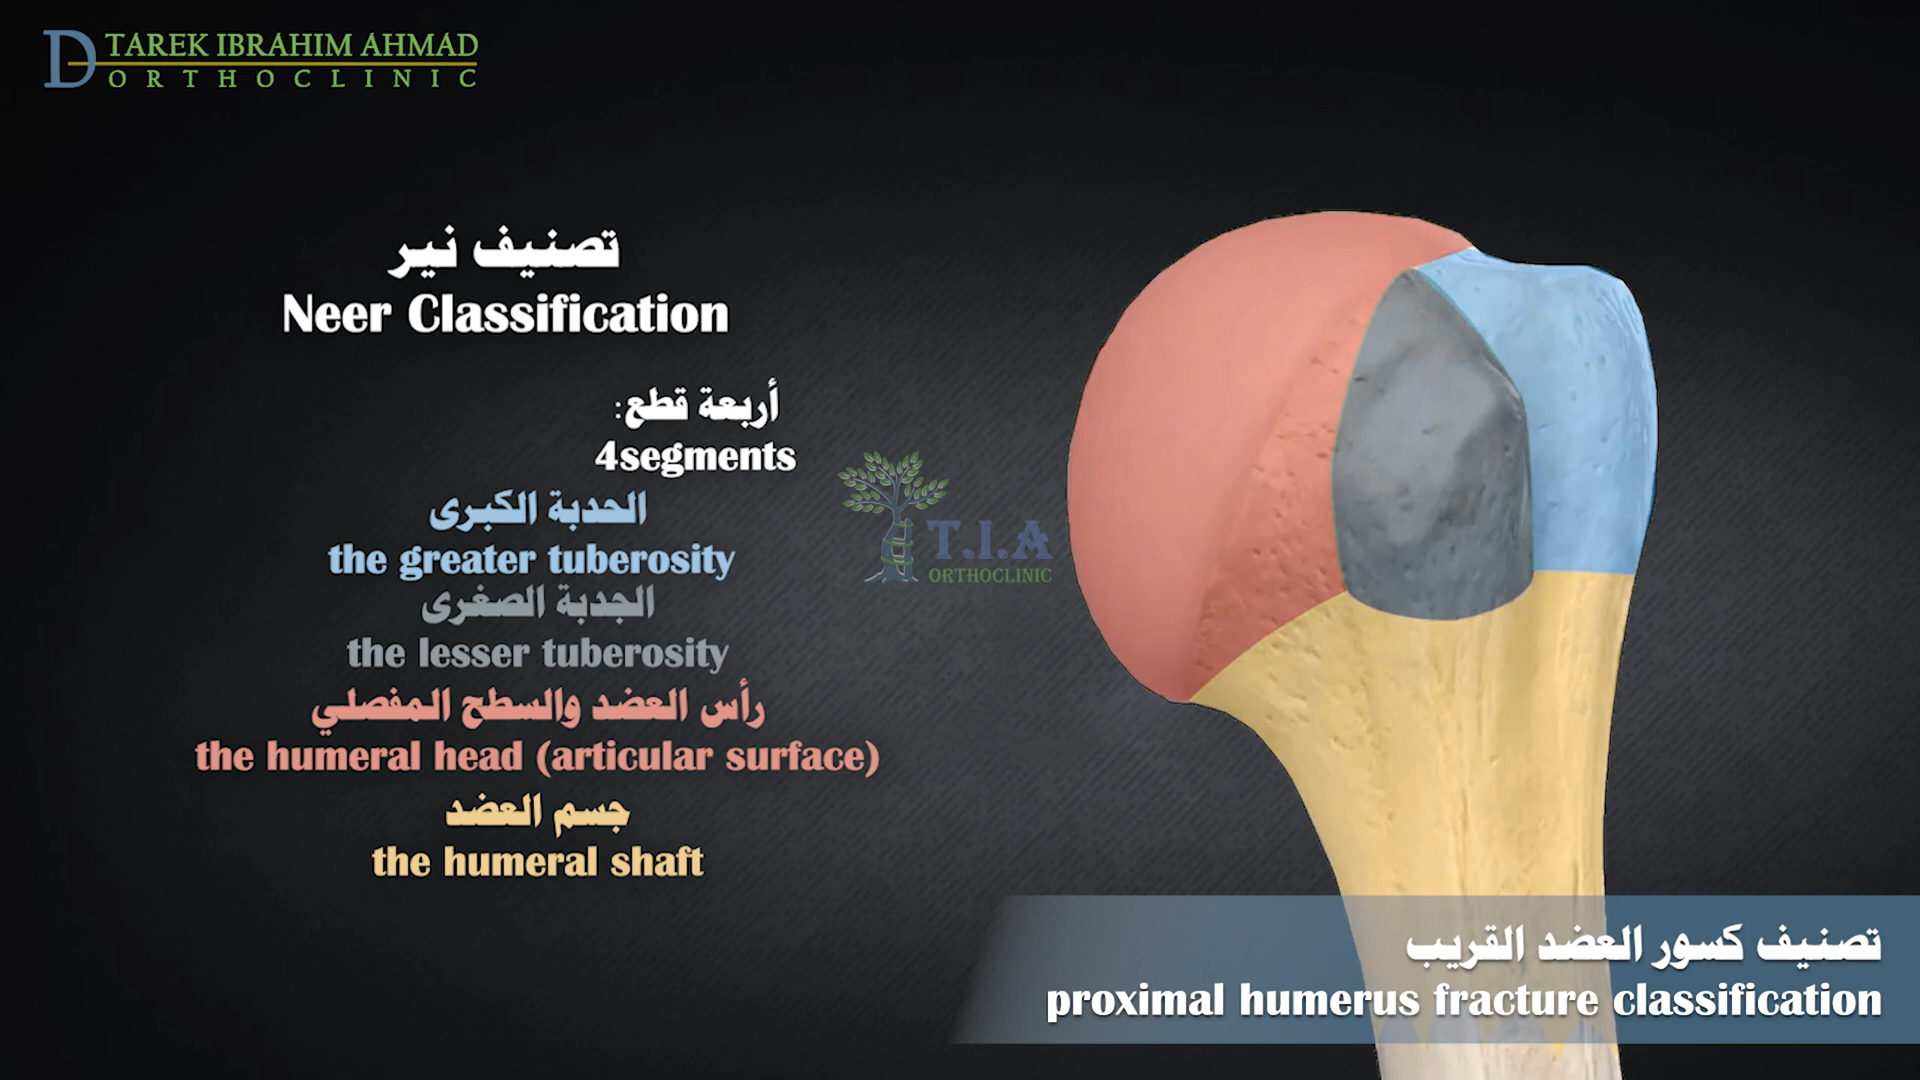 D TAREK IBRAHIM AHMAD
ORTHOCLINIC
تصنيف نير
Neer Classification
أربعة قطع:
4segments
الحدبة الكبرى
the greater tuberosity
الجدبة الصغرى
the lesser tuberosity
رأس العضد والسطح المفصلي
the humeral head (articular surface)
جسم العضد
the humeral shaft
T.I.A
ORTHOCLINIC
تصنيف كسور العضد القريب
proximal humerus fracture classification